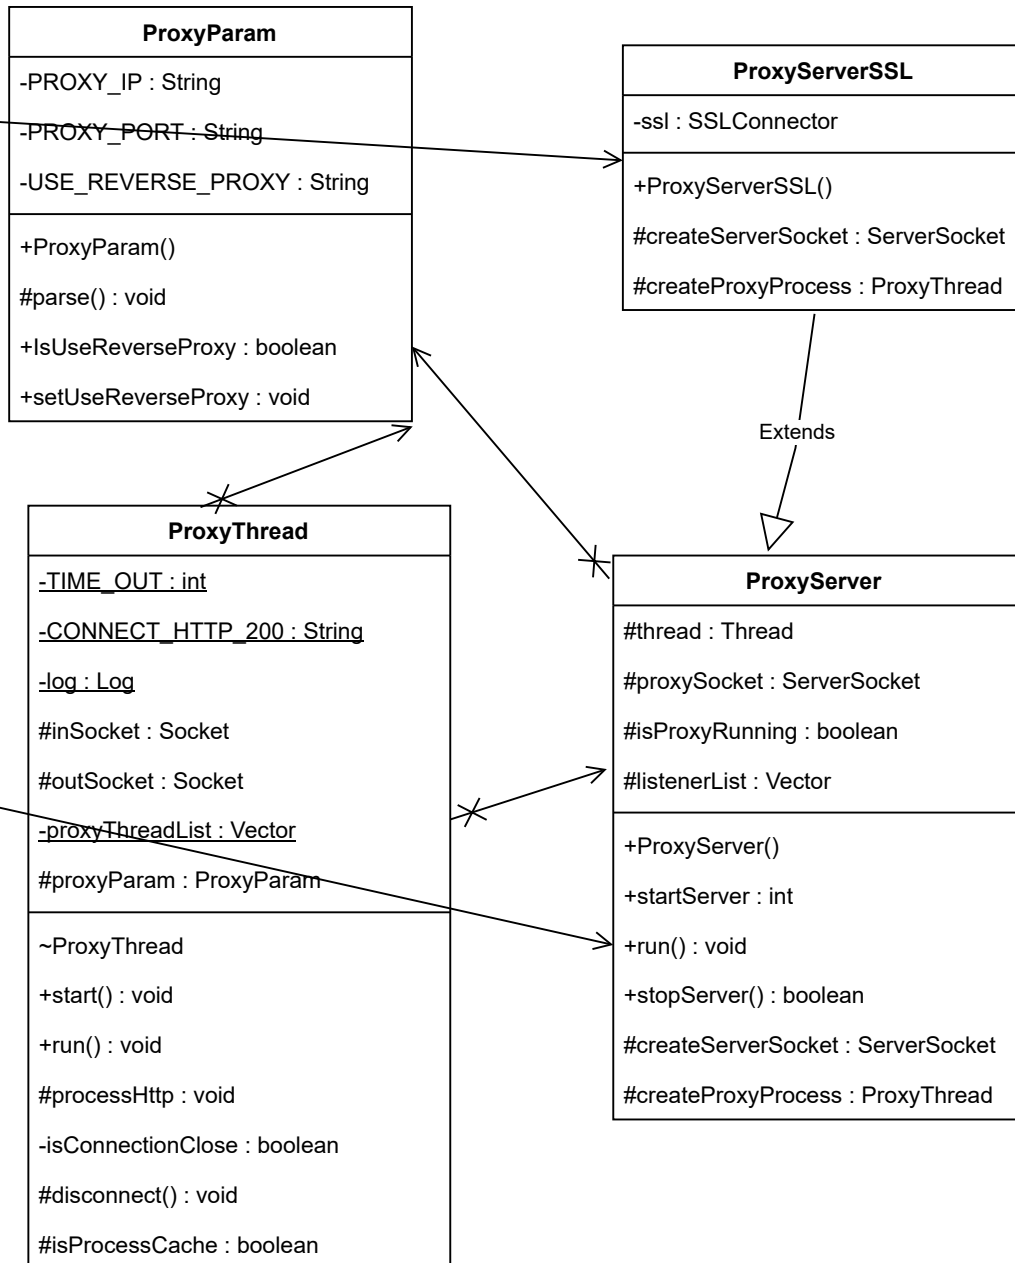 ProxyParam
-PROXY_IP : String
-PROXY_PORT : String
-USE_REVERSE_PROXY : String
+ProxyParam()
#parse() : void
+IsUseReverseProxy : boolean
+setUseReverseProxy : void
ProxyServerSSL
-ssl : SSLConnector
+ProxyServerSSL()
#createServerSocket : ServerSocket
#createProxyProcess : ProxyThread
Extends
ProxyThread
-TIME_OUT : int
-CONNECT_HTTP_200 : String
-log : Log
#inSocket : Socket
#outSocket : Socket
-proxyThreadList : Vector
#proxyParam : ProxyParam
~ProxyThread
+start() : void
+run() : void
#processHttp : void
-isConnectionClose : boolean
#disconnect() : void
#isProcessCache : boolean
ProxyServer
#thread : Thread
#proxySocket : ServerSocket
#isProxyRunning : boolean
#listenerList : Vector
+ProxyServer()
+startServer : int
+run() : void
+stopServer() : boolean
#createServerSocket : ServerSocket
#createProxyProcess : ProxyThread